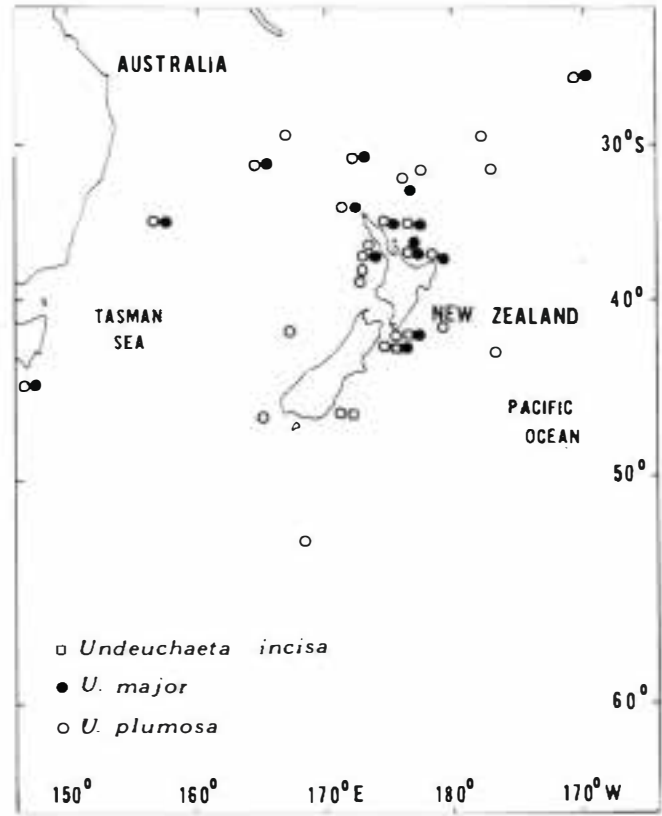 AUSTRALIA
30°S
40°
NEW ZEALAND
TASMAN
SEA
PACIFIC
OCEAN
50°
□ Undeuchaeta incisa
● U. major
○ U. plumosa
60°
150° 160° 170°E 180° 170°W